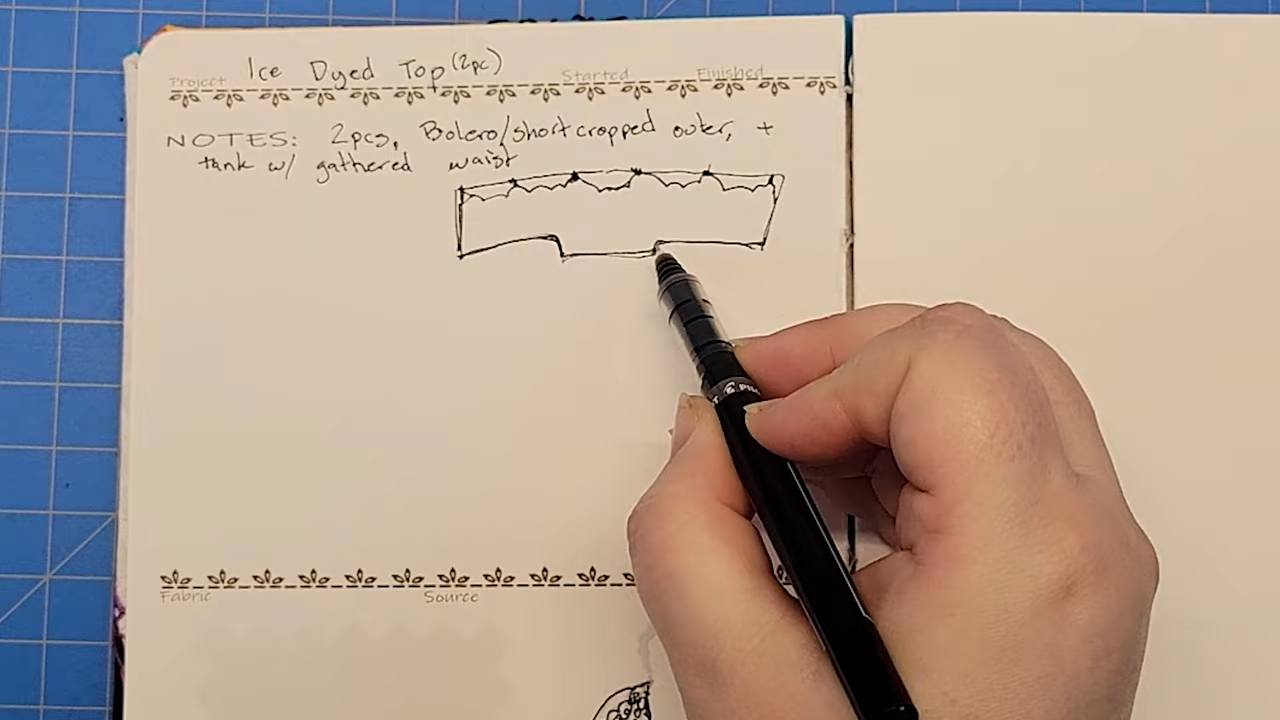 Ice Dyed Top (2pc)
Project Started Finished
NOTES: 2pcs, Bolero/short cropped outer, +
tank w/ gathered waist
Fabric Source